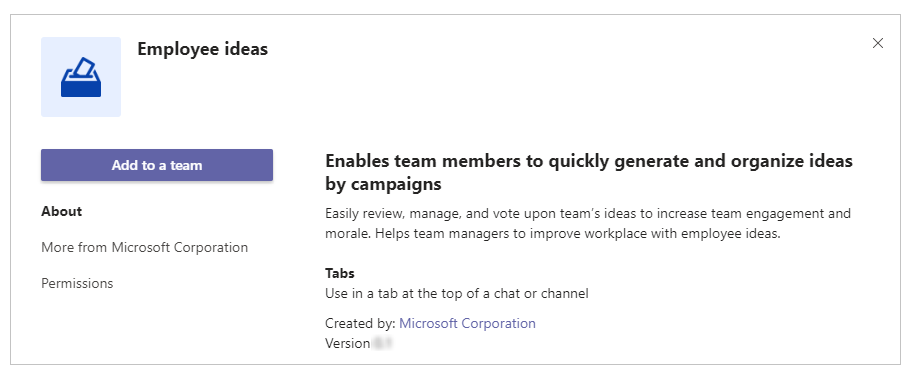 Employee ideas
Add to a team
About
More from Microsoft Corporation
Permissions
Enables team members to quickly generate and organize ideas
by campaigns
Easily review, manage, and vote upon team’s ideas to increase team engagement and
morale. Helps team managers to improve workplace with employee ideas.
Tabs
Use in a tab at the top of a chat or channel
Created by: Microsoft Corporation
Version